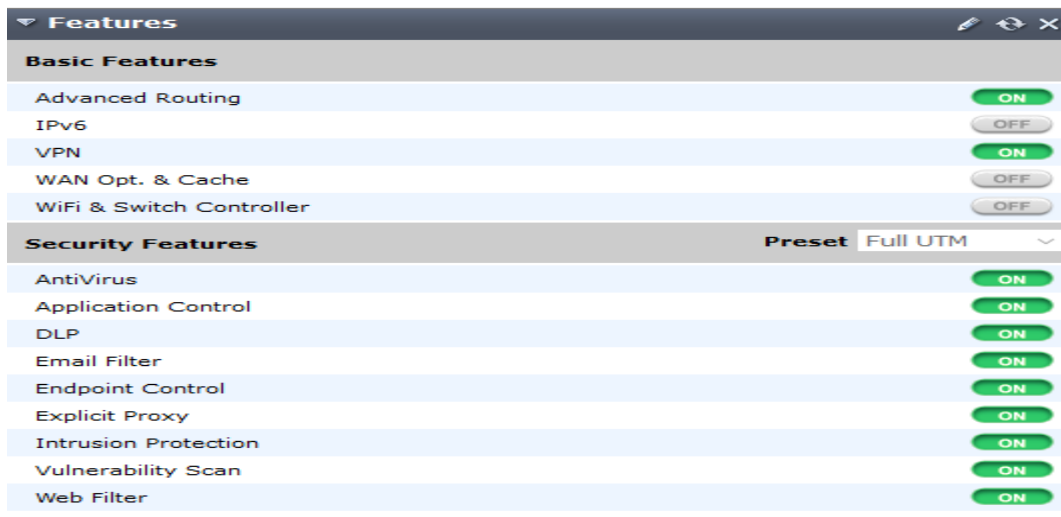 Features
Basic Features
Advanced Routing ON
IPv6 OFF
VPN ON
WAN Opt. & Cache OFF
WiFi & Switch Controller OFF
Security Features Preset Full UTM
AntiVirus ON
Application Control ON
DLP ON
Email Filter ON
Endpoint Control ON
Explicit Proxy ON
Intrusion Protection ON
Vulnerability Scan ON
Web Filter ON